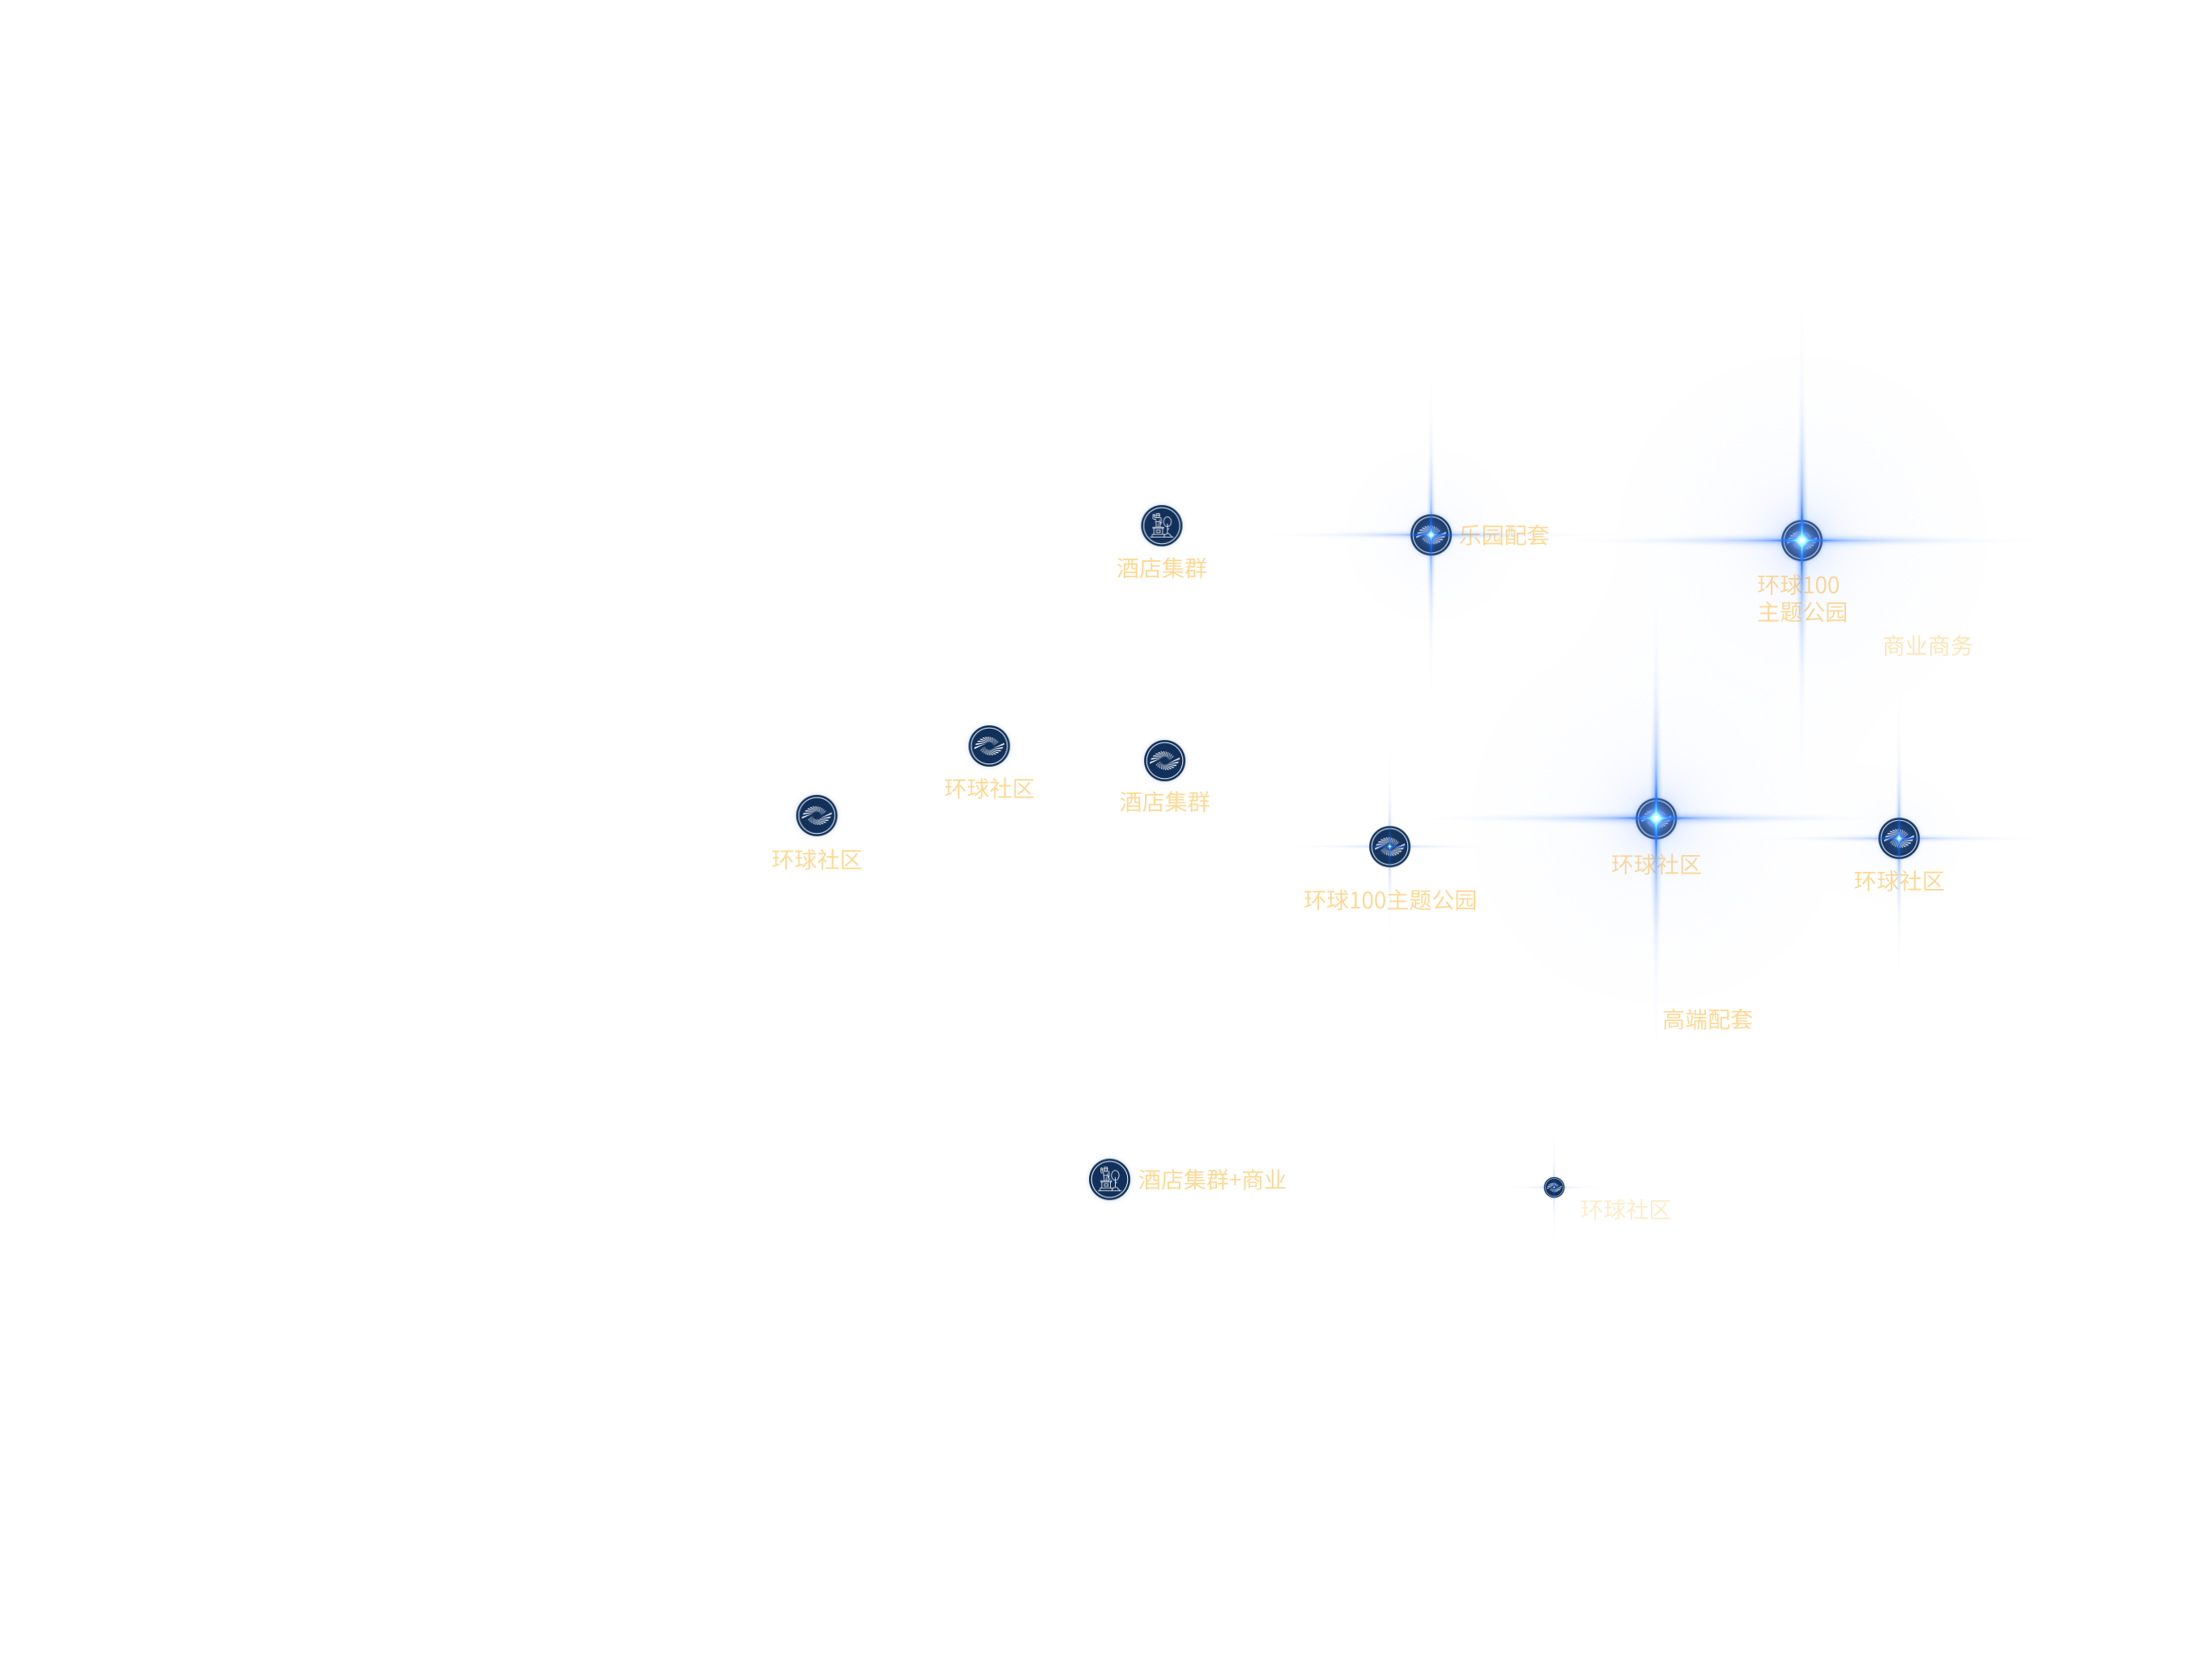 乐园配套
酒店集群
环球100
主题公园
商业商务
环球社区
酒店集群
环球社区
环球社区
环球社区
环球100主题公园
高端配套
酒店集群+商业
环球社区